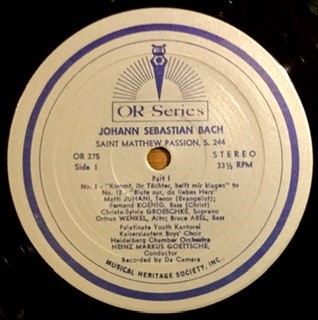 OR Series
JOHANN SEBASTIAN BACH
SAINT MATTHEW PASSION, S. 244
OR 275
STEREO
Side 1
33⅓ RPM
Part I
No. 1 - "Kommt, ihr Töchter, helft mir klagen" to
No. 12 - "Blute nur, du liebes Herz"
Matti JUHANI, Tenor (Evangelist);
Fernand KOENIG, Bass (Christ)
Christa-Sylvia GROESCHKE, Soprano
Ortrun WENKEL, Alto; Bruce ABEL, Bass
Palatinate Youth Kantorei
Kaiserslautern Boys' Choir
Heidelberg Chamber Orchestra
HEINZ MARKUS GOETTSCHE,
Conductor
Recorded by Da Camera
MUSICAL HERITAGE SOCIETY, INC.